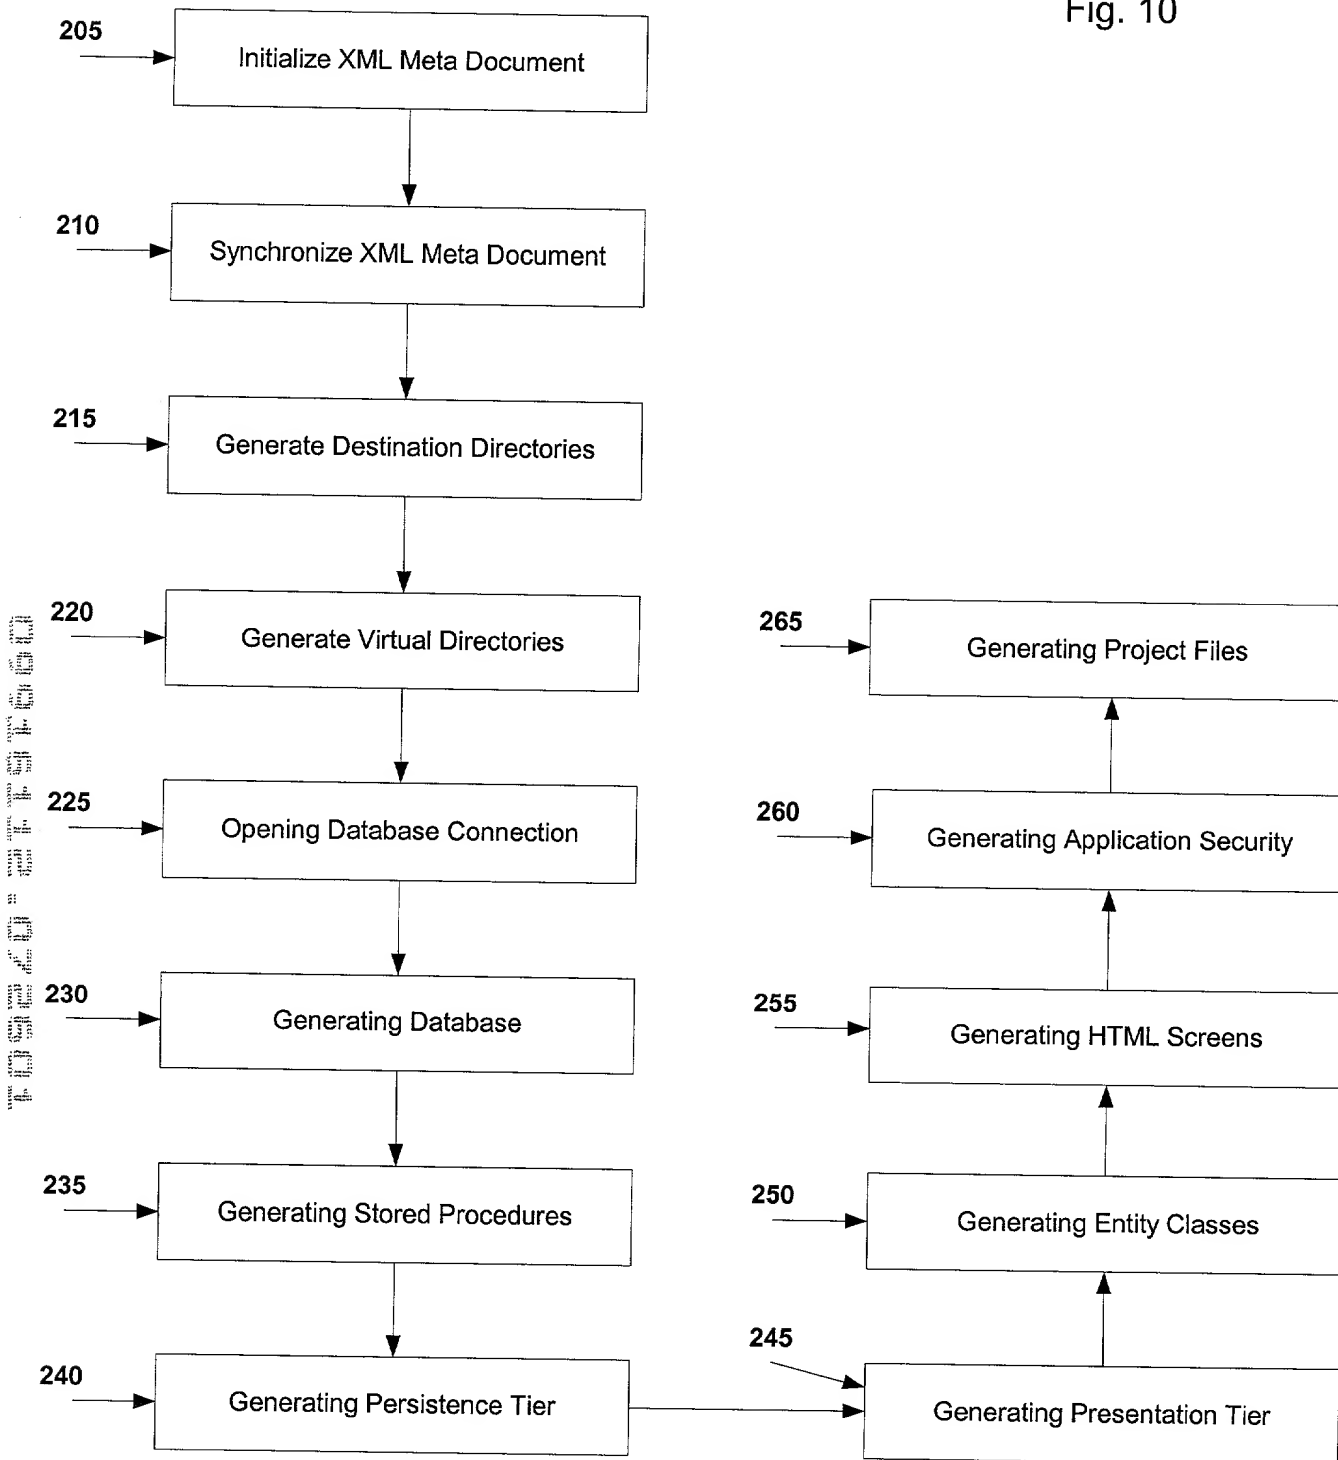 Fig. 10
205
Initialize XML Meta Document
210
Synchronize XML Meta Document
215
Generate Destination Directories
220
Generate Virtual Directories
225
Opening Database Connection
230
Generating Database
235
Generating Stored Procedures
240
Generating Persistence Tier
245
Generating Presentation Tier
250
Generating Entity Classes
255
Generating HTML Screens
260
Generating Application Security
265
Generating Project Files